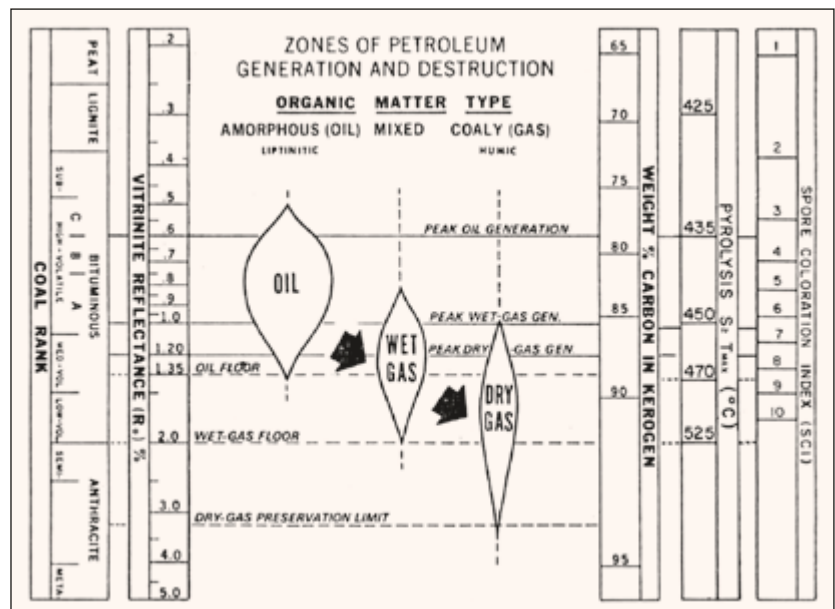 ZONES OF PETROLEUM
GENERATION AND DESTRUCTION
ORGANIC MATTER TYPE
AMORPHOUS (OIL) MIXED COALY (GAS)
LIPTINITIC HUMIC
COAL RANK
PEAT
LIGNITE
SUB-
BITUMINOUS
HIGH-VOLATILE
C | B | A
MED-VOL
LOW-VOL
SEMI-
ANTHRACITE
META-
VITRINITE REFLECTANCE (Ro) %
.2
.3
.4
.5
.6
.7
.8
.9
1.0
1.20
1.35
2.0
3.0
4.0
5.0
PEAK OIL GENERATION
OIL
PEAK WET-GAS GEN.
WET
GAS
PEAK DRY-GAS GEN
OIL FLOOR
DRY
GAS
WET-GAS FLOOR
DRY-GAS PRESERVATION LIMIT
WEIGHT % CARBON IN KEROGEN
65
70
75
80
85
90
95
PYROLYSIS S₂ TMAX (°C)
425
435
450
470
525
SPORE COLORATION INDEX (SCI)
1
2
3
4
5
6
7
8
9
10